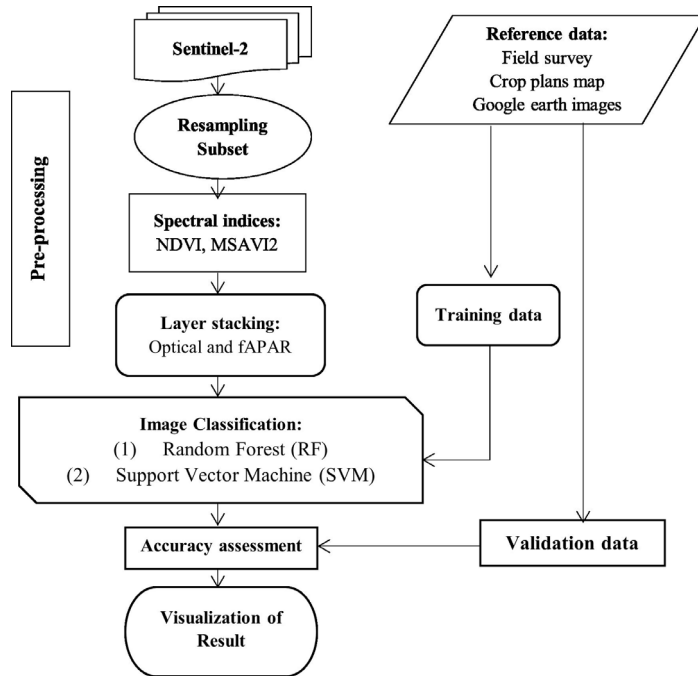 Sentinel-2
Reference data:
Field survey
Crop plans map
Google earth images
Pre-processing
Resampling
Subset
Spectral indices:
NDVI, MSAVI2
Layer stacking:
Optical and fAPAR
Training data
Image Classification:
(1) Random Forest (RF)
(2) Support Vector Machine (SVM)
Accuracy assessment
Validation data
Visualization of
Result